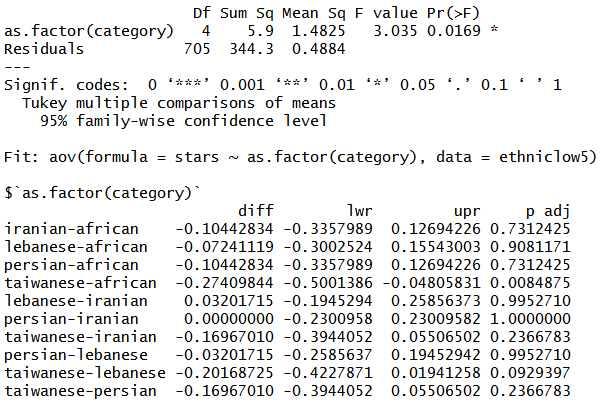 Df Sum Sq Mean Sq F value Pr(>F)
as.factor(category)   4    5.9  1.4825   3.035 0.0169 *
Residuals           705  344.3  0.4884
---
Signif. codes:  0 ‘***’ 0.001 ‘**’ 0.01 ‘*’ 0.05 ‘.’ 0.1 ‘ ’ 1
  Tukey multiple comparisons of means
    95% family-wise confidence level

Fit: aov(formula = stars ~ as.factor(category), data = ethniclow5)

$`as.factor(category)`
                          diff        lwr         upr     p adj
iranian-african    -0.10442834 -0.3357989  0.12694226 0.7312425
lebanese-african   -0.07241119 -0.3002524  0.15543003 0.9081171
persian-african    -0.10442834 -0.3357989  0.12694226 0.7312425
taiwanese-african  -0.27409844 -0.5001386 -0.04805831 0.0084875
lebanese-iranian    0.03201715 -0.1945294  0.25856373 0.9952710
persian-iranian     0.00000000 -0.2300958  0.23009582 1.0000000
taiwanese-iranian  -0.16967010 -0.3944052  0.05506502 0.2366783
persian-lebanese   -0.03201715 -0.2585637  0.19452942 0.9952710
taiwanese-lebanese -0.20168725 -0.4227871  0.01941258 0.0929397
taiwanese-persian  -0.16967010 -0.3944052  0.05506502 0.2366783